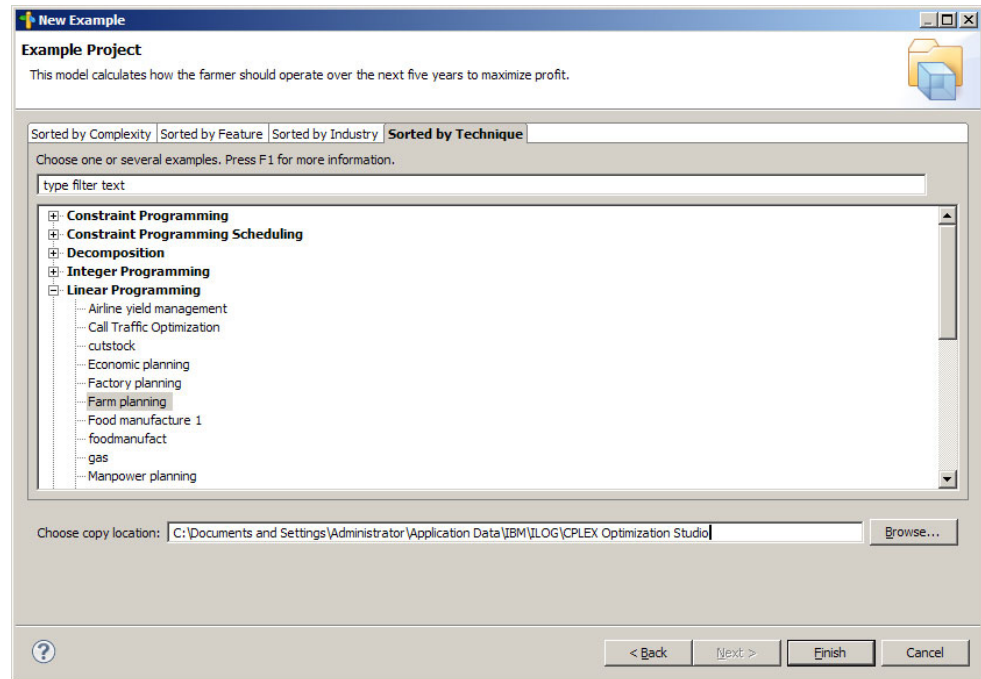 New Example
Example Project
This model calculates how the farmer should operate over the next five years to maximize profit.
Sorted by Complexity Sorted by Feature Sorted by Industry Sorted by Technique
Choose one or several examples. Press F1 for more information.
type filter text
Constraint Programming
Constraint Programming Scheduling
Decomposition
Integer Programming
Linear Programming
Airline yield management
Call Traffic Optimization
cutstock
Economic planning
Factory planning
Farm planning
Food manufacture 1
foodmanufact
gas
Manpower planning
Choose copy location: C:\Documents and Settings\Administrator\Application Data\IBM\ILOG\CPLEX Optimization Studio Browse...
? < Back Next > Finish Cancel